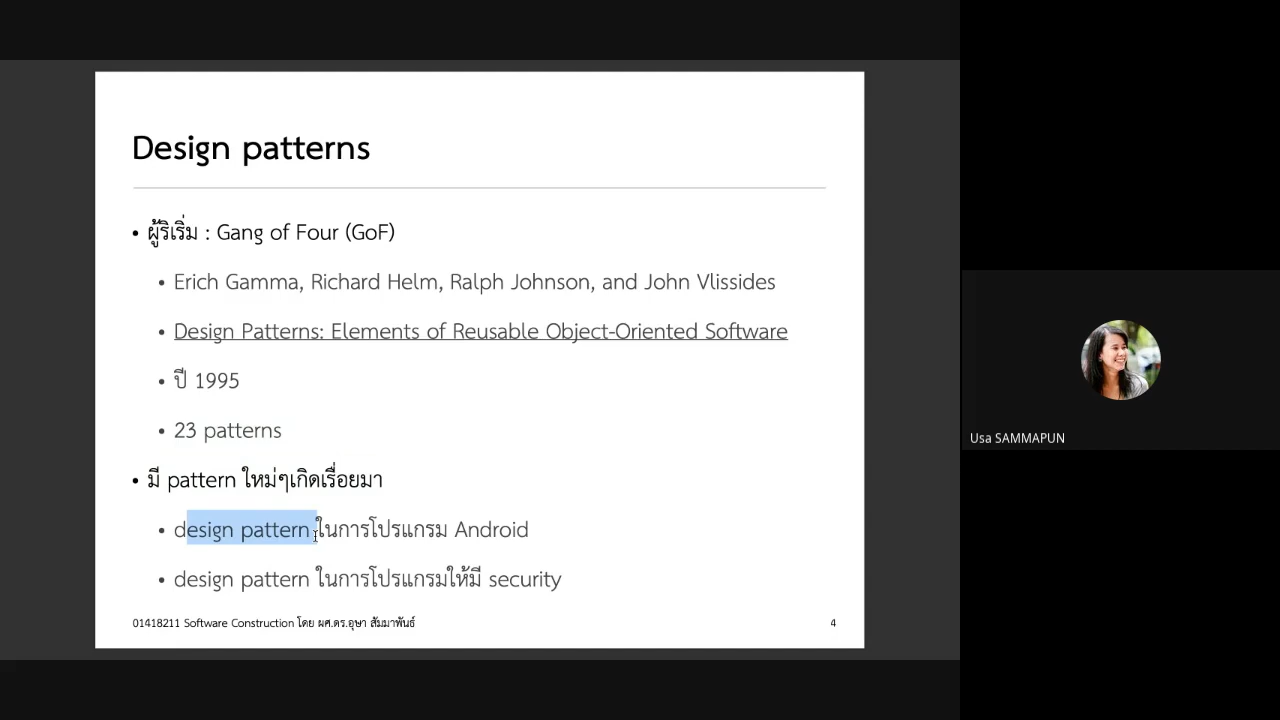 Design patterns
• ผู้ริเริ่ม : Gang of Four (GoF)
• Erich Gamma, Richard Helm, Ralph Johnson, and John Vlissides
• Design Patterns: Elements of Reusable Object-Oriented Software
• ปี 1995
• 23 patterns
• มี pattern ใหม่ๆเกิดเรื่อยมา
• design pattern ในการโปรแกรม Android
• design pattern ในการโปรแกรมให้มี security
01418211 Software Construction โดย ผศ.ดร.อุษา สัมมาพันธ์
4
Usa SAMMAPUN